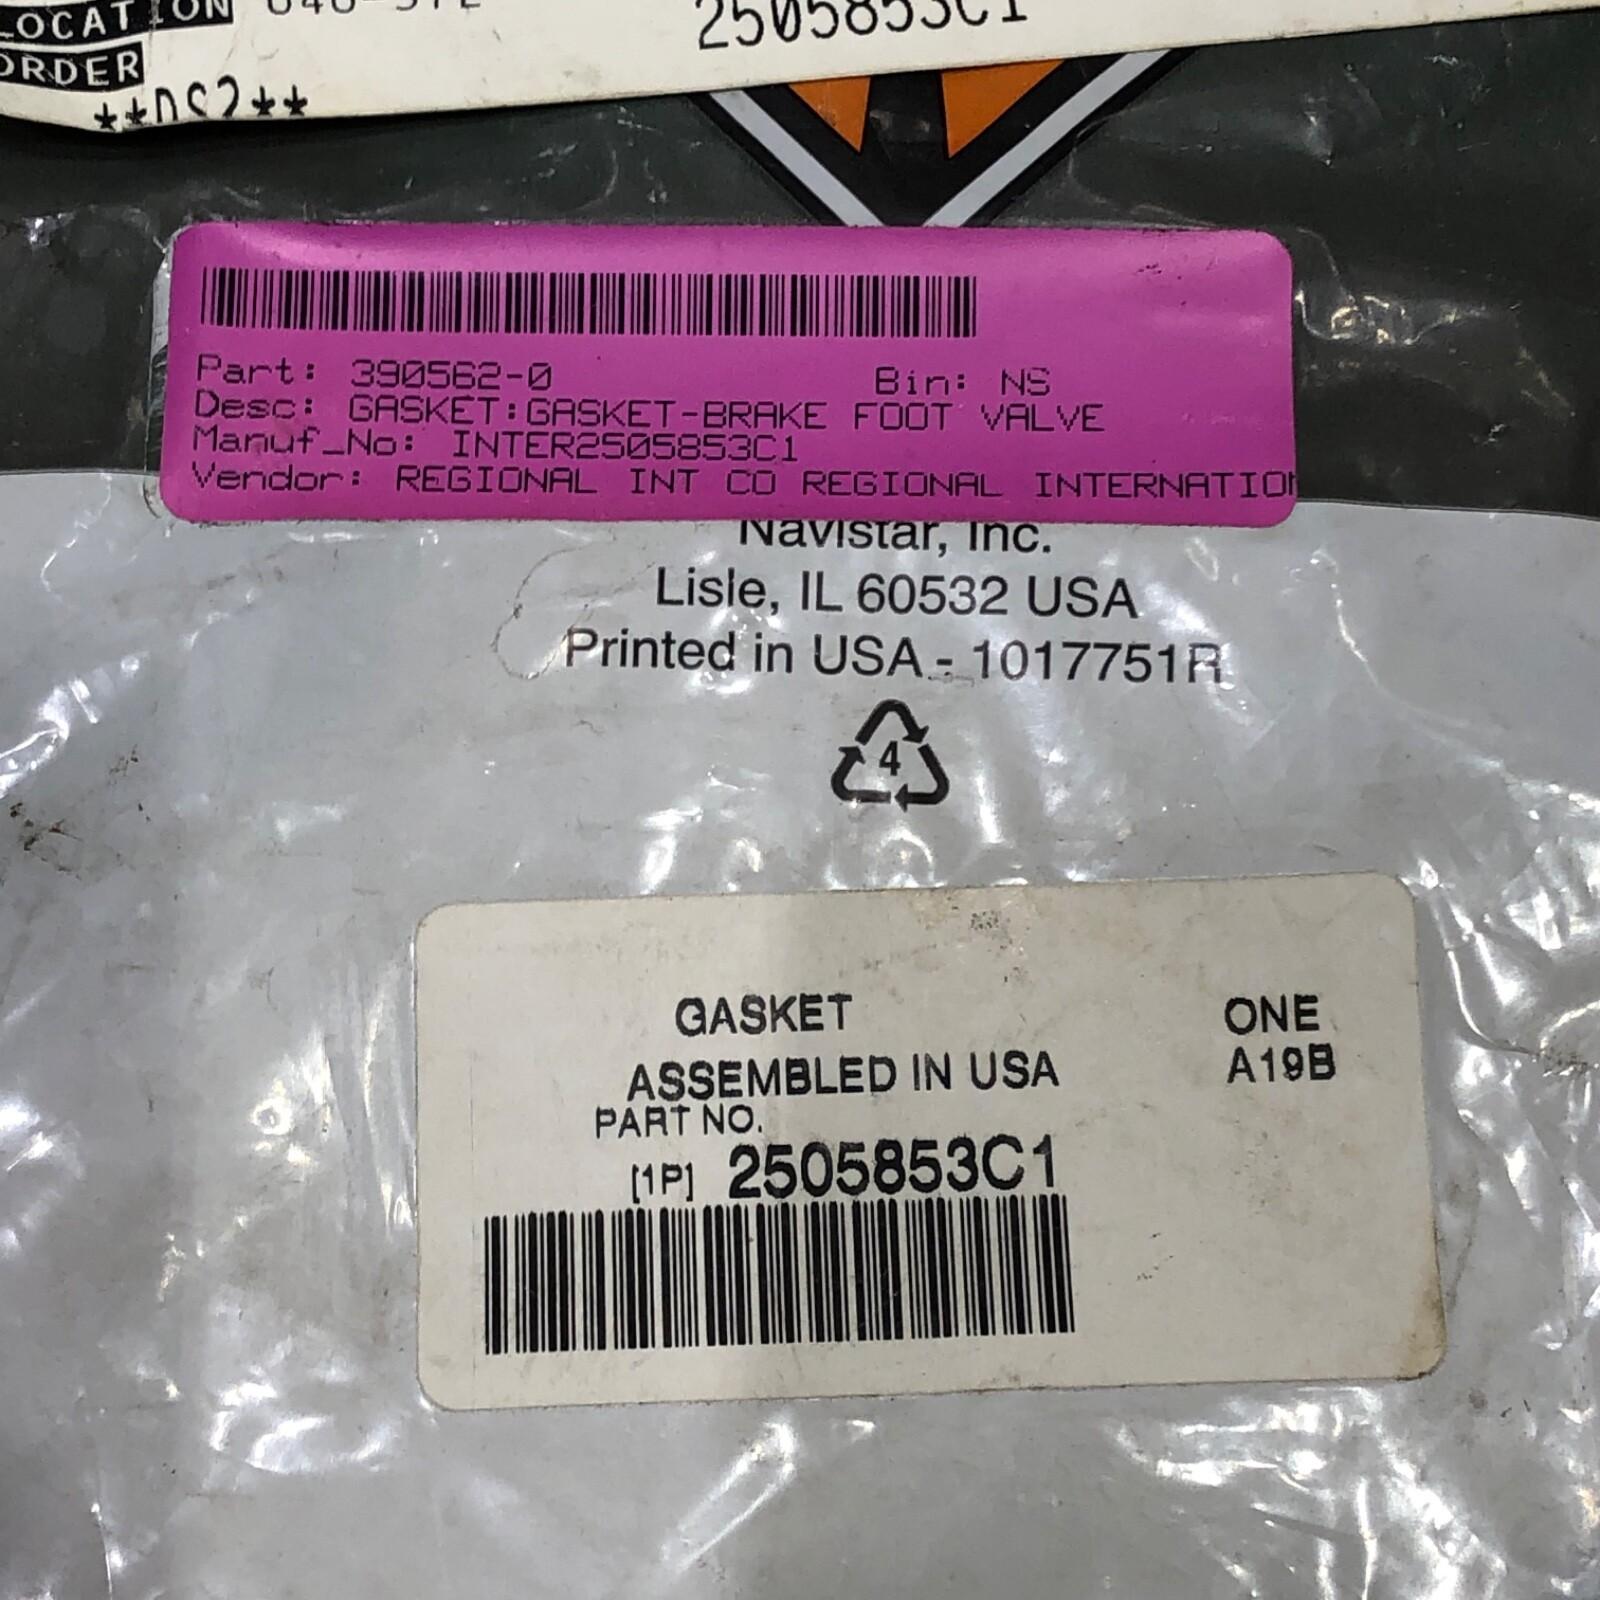 LOCATION
2505853C1
ORDER
**DS2**
Part: 390562-0 Bin: NS
Desc: GASKET:GASKET-BRAKE FOOT VALVE
Manuf_No: INTER2505853C1
Vendor: REGIONAL INT CO REGIONAL INTERNATION
Navistar, Inc.
Lisle, IL 60532 USA
Printed in USA - 1017751R
4
GASKET ONE
ASSEMBLED IN USA A19B
PART NO.
[1P] 2505853C1